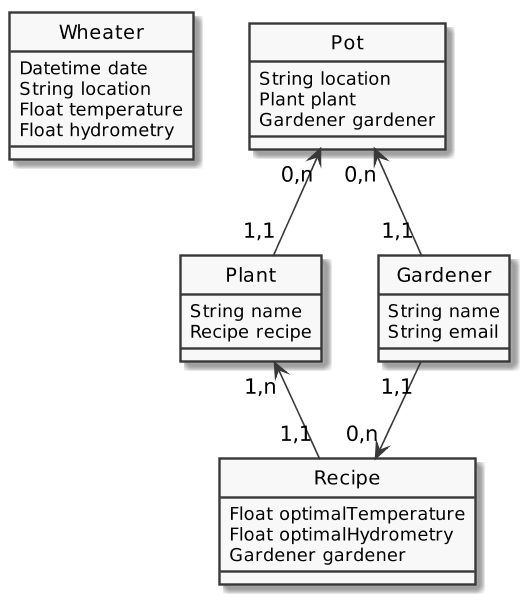 Wheater
Datetime date
String location
Float temperature
Float hydrometry
Pot
String location
Plant plant
Gardener gardener
0,n
0,n
1,1
1,1
Plant
String name
Recipe recipe
Gardener
String name
String email
1,n
1,1
1,1
0,n
Recipe
Float optimalTemperature
Float optimalHydrometry
Gardener gardener